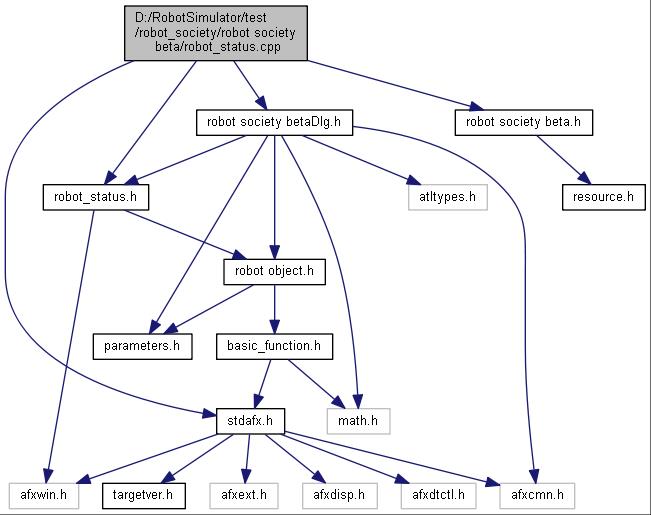 D:/RobotSimulator/test
/robot_society/robot society
beta/robot_status.cpp
robot society betaDlg.h
robot society beta.h
robot_status.h
atltypes.h
resource.h
robot object.h
parameters.h
basic_function.h
stdafx.h
math.h
afxwin.h
targetver.h
afxext.h
afxdisp.h
afxdtctl.h
afxcmn.h